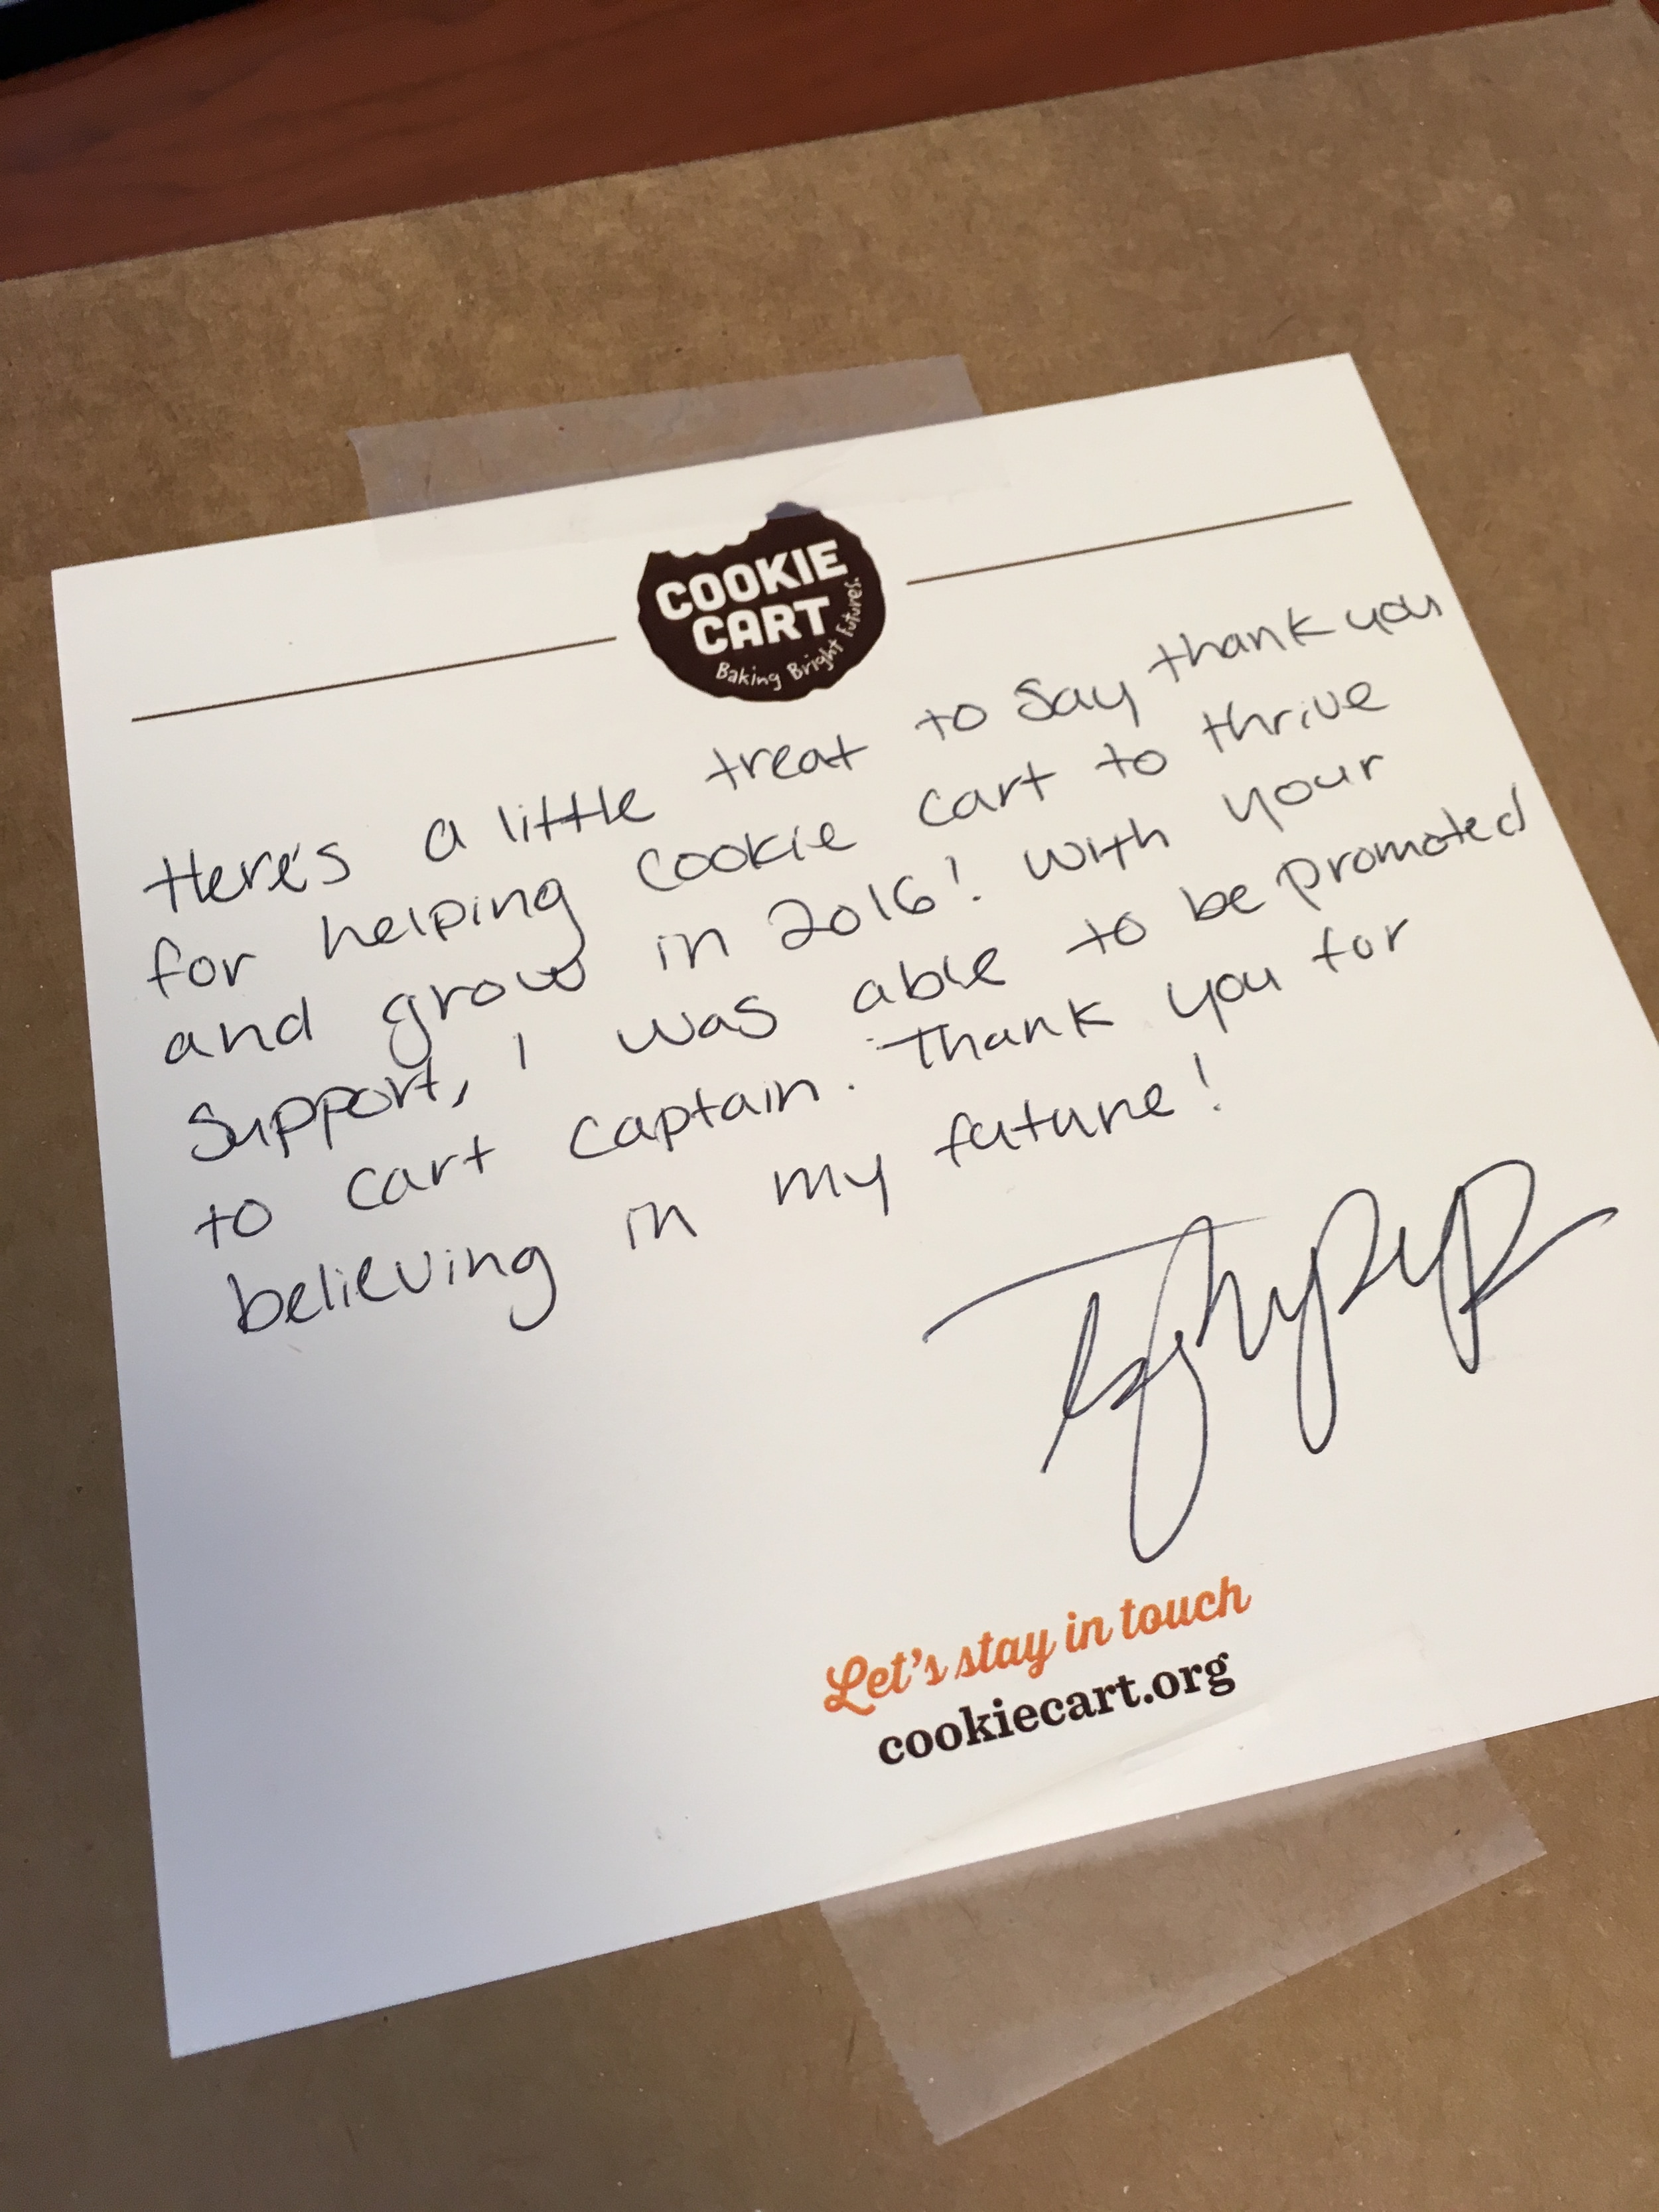 COOKIE
CART
Baking Bright Futures.
Here's a little treat to say thank you
for helping Cookie Cart to thrive
and grow in 2016! With your
support, I was able to be promoted
to cart captain. Thank you for
believing in my future!
Let's stay in touch
cookiecart.org